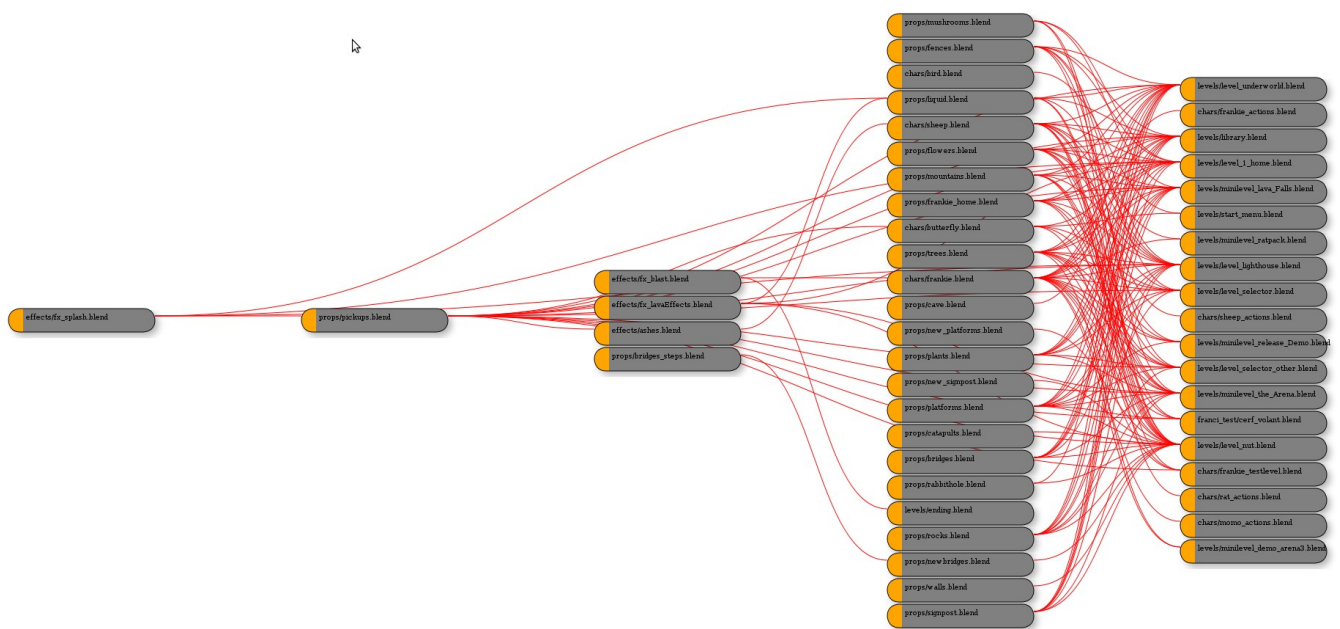 effects/fx_splash.blend
props/pickups.blend
effects/fx_blast.blend
effects/fx_lavaEffects.blend
effects/ashes.blend
props/bridges_steps.blend
props/mushrooms.blend
props/fences.blend
chars/bird.blend
props/liquid.blend
chars/sheep.blend
props/flowers.blend
props/mountains.blend
props/frankie_home.blend
chars/butterfly.blend
props/trees.blend
chars/frankie.blend
props/cave.blend
props/new_platforms.blend
props/plants.blend
props/new_signpost.blend
props/platforms.blend
props/catapults.blend
props/bridges.blend
props/rabbithole.blend
levels/ending.blend
props/rocks.blend
props/newbridges.blend
props/walls.blend
props/signpost.blend
levels/level_underworld.blend
chars/frankie_actions.blend
levels/library.blend
levels/level_1_home.blend
levels/minilevel_lava_Falls.blend
levels/start_menu.blend
levels/minilevel_ratpack.blend
levels/level_lighthouse.blend
levels/level_selector.blend
chars/sheep_actions.blend
levels/minilevel_release_Demo.blend
levels/level_selector_other.blend
levels/minilevel_the_Arena.blend
franci_test/cerf_volant.blend
levels/level_nut.blend
chars/frankie_testlevel.blend
chars/rat_actions.blend
chars/momo_actions.blend
levels/minilevel_demo_arena3.blend